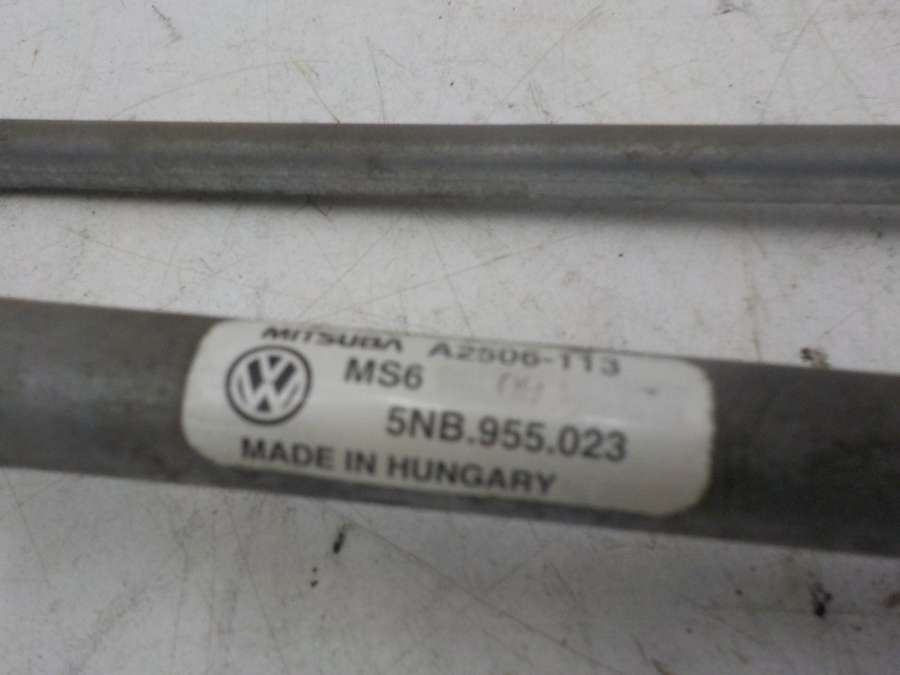 MITSUBA A2506-113
MS6
5NB.955.023
MADE IN HUNGARY